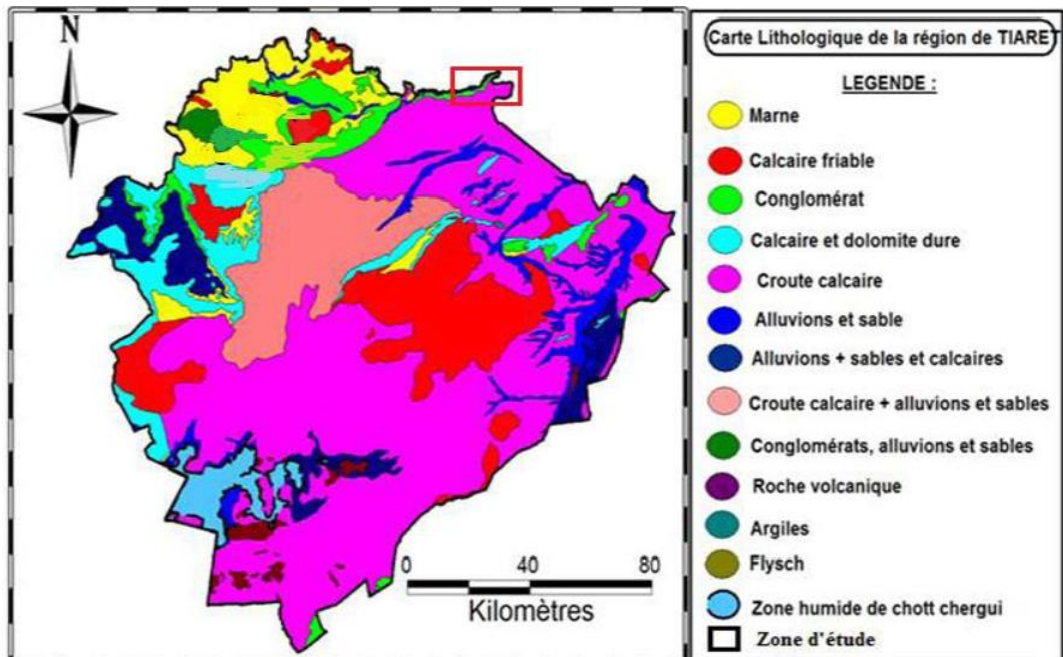 N
0 40 80
Kilomètres
Carte Lithologique de la région de TIARET
LEGENDE :
Marne
Calcaire friable
Conglomérat
Calcaire et dolomite dure
Croute calcaire
Alluvions et sable
Alluvions + sables et calcaires
Croute calcaire + alluvions et sables
Conglomérats, alluvions et sables
Roche volcanique
Argiles
Flysch
Zone humide de chott chergui
Zone d'étude